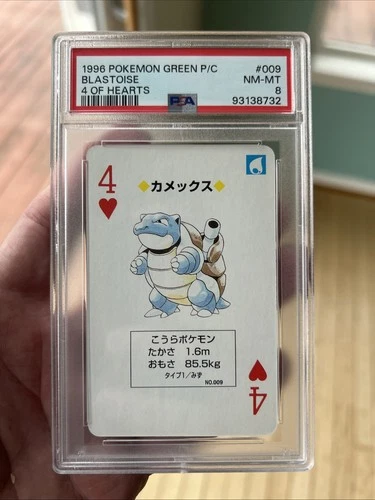 1996 POKEMON GREEN P/C #009
BLASTOISE NM-MT
4 OF HEARTS 8
PSA 93138732
4
カメックス
こうらポケモン
たかさ 1.6m
おもさ 85.5kg
タイプ1/みず
NO.009
4